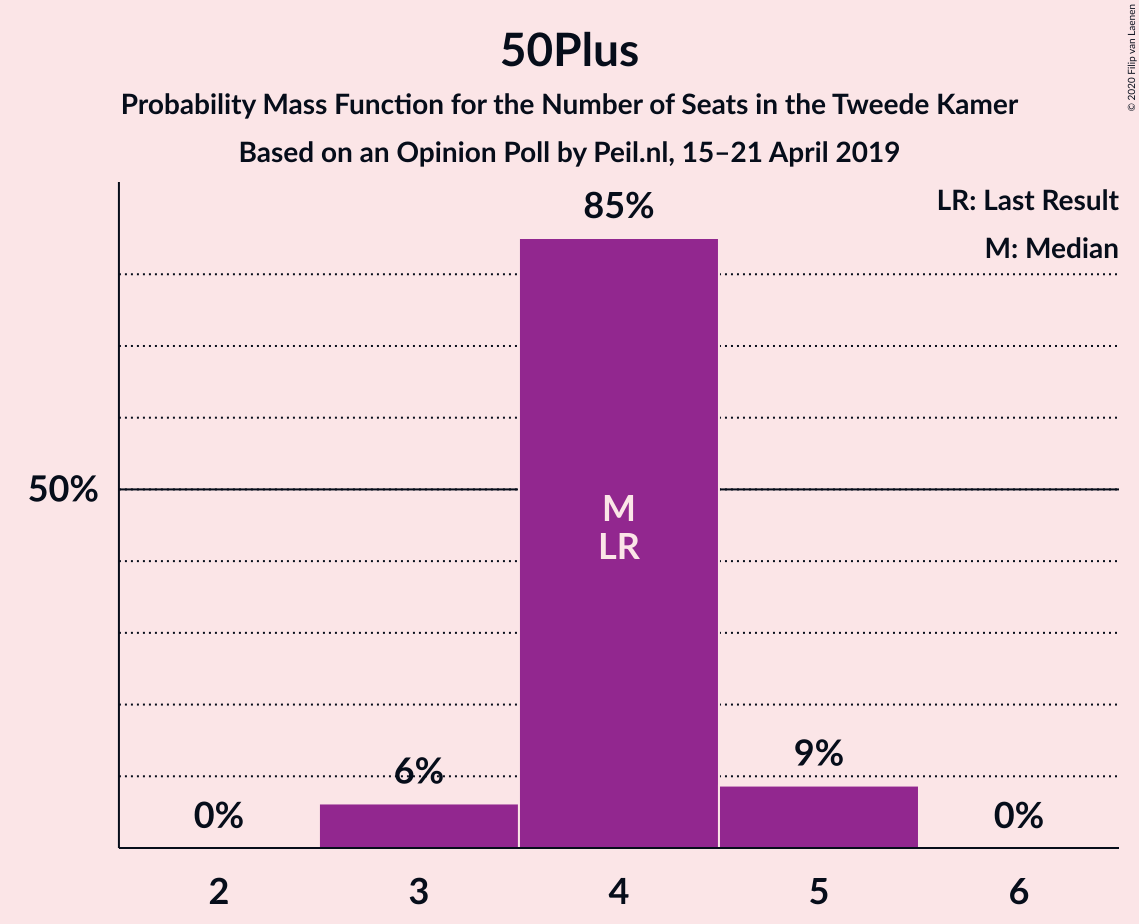 50Plus
Probability Mass Function for the Number of Seats in the Tweede Kamer
Based on an Opinion Poll by Peil.nl, 15–21 April 2019
© 2020 Filip van Laenen
LR: Last Result
M: Median
85%
50%
M
LR
9%
6%
0%
0%
2 3 4 5 6